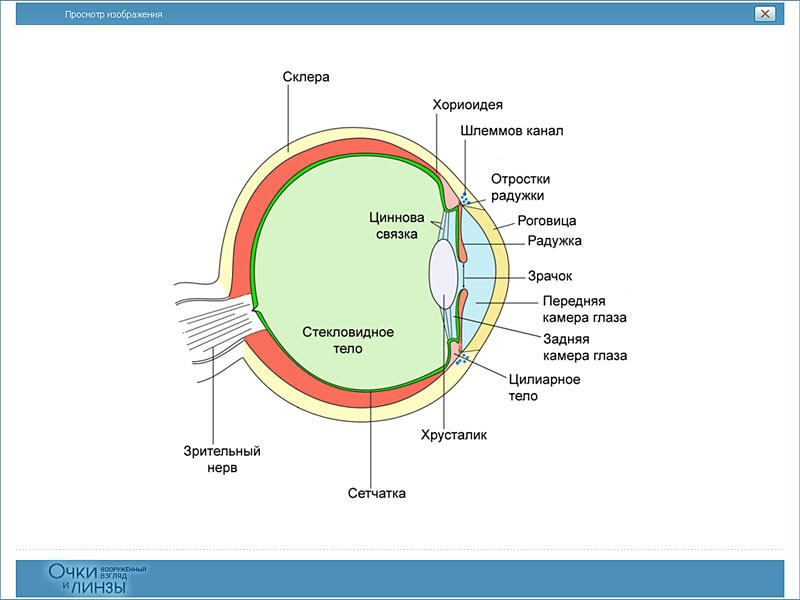 Просмотр изображения
Склера
Хориоидея
Шлеммов канал
Отростки
радужки
Роговица
Циннова
связка
Радужка
Зрачок
Передняя
камера глаза
Стекловидное
тело
Задняя
камера глаза
Цилиарное
тело
Хрусталик
Зрительный
нерв
Сетчатка
ОЧКИ ВООРУЖЁННЫЙ
ВЗГЛЯД
И ЛИНЗЫ